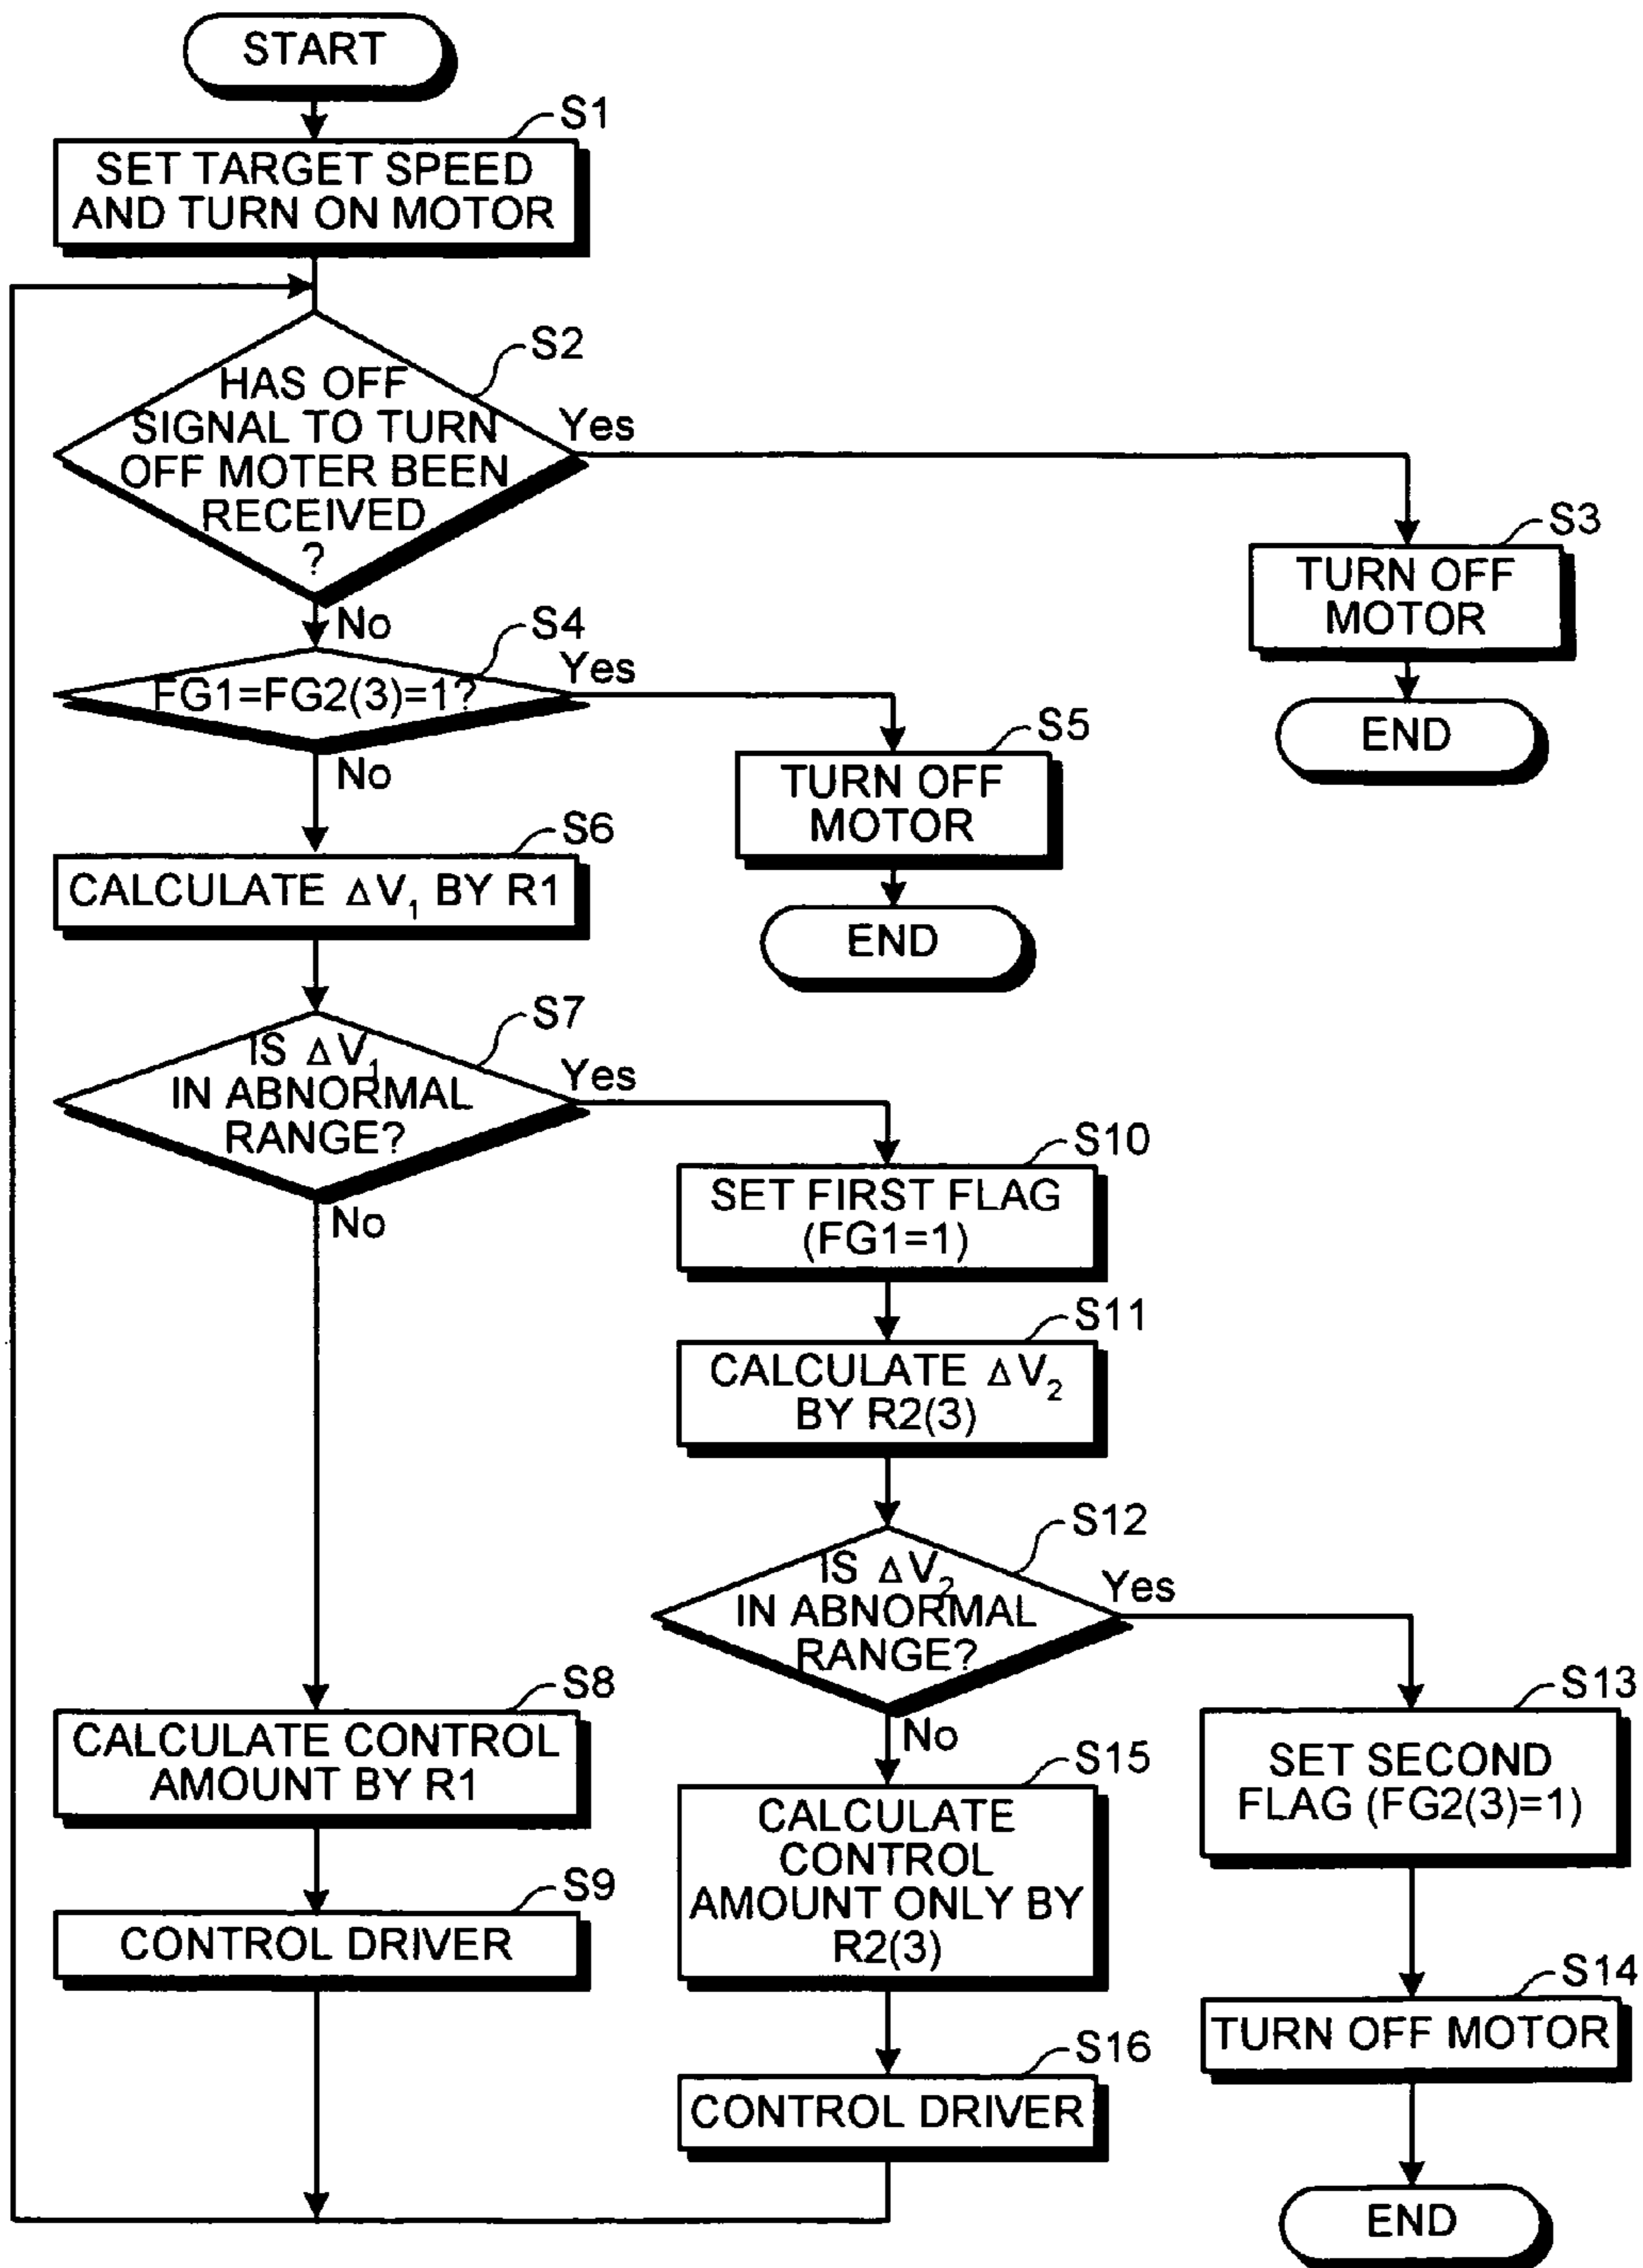 START
S1
SET TARGET SPEED
AND TURN ON MOTOR
S2
HAS OFF
SIGNAL TO TURN
OFF MOTER BEEN
RECEIVED
?
Yes
No
S3
TURN OFF
MOTOR
END
S4
FG1=FG2(3)=1?
Yes
No
S5
TURN OFF
MOTOR
END
S6
CALCULATE ΔV₁ BY R1
S7
IS ΔV₁
IN ABNORMAL
RANGE?
Yes
No
S10
SET FIRST FLAG
(FG1=1)
S11
CALCULATE ΔV₂
BY R2(3)
S12
IS ΔV₂
IN ABNORMAL
RANGE?
Yes
No
S8
CALCULATE CONTROL
AMOUNT BY R1
S9
CONTROL DRIVER
S15
CALCULATE
CONTROL
AMOUNT ONLY BY
R2(3)
S16
CONTROL DRIVER
S13
SET SECOND
FLAG (FG2(3)=1)
S14
TURN OFF MOTOR
END